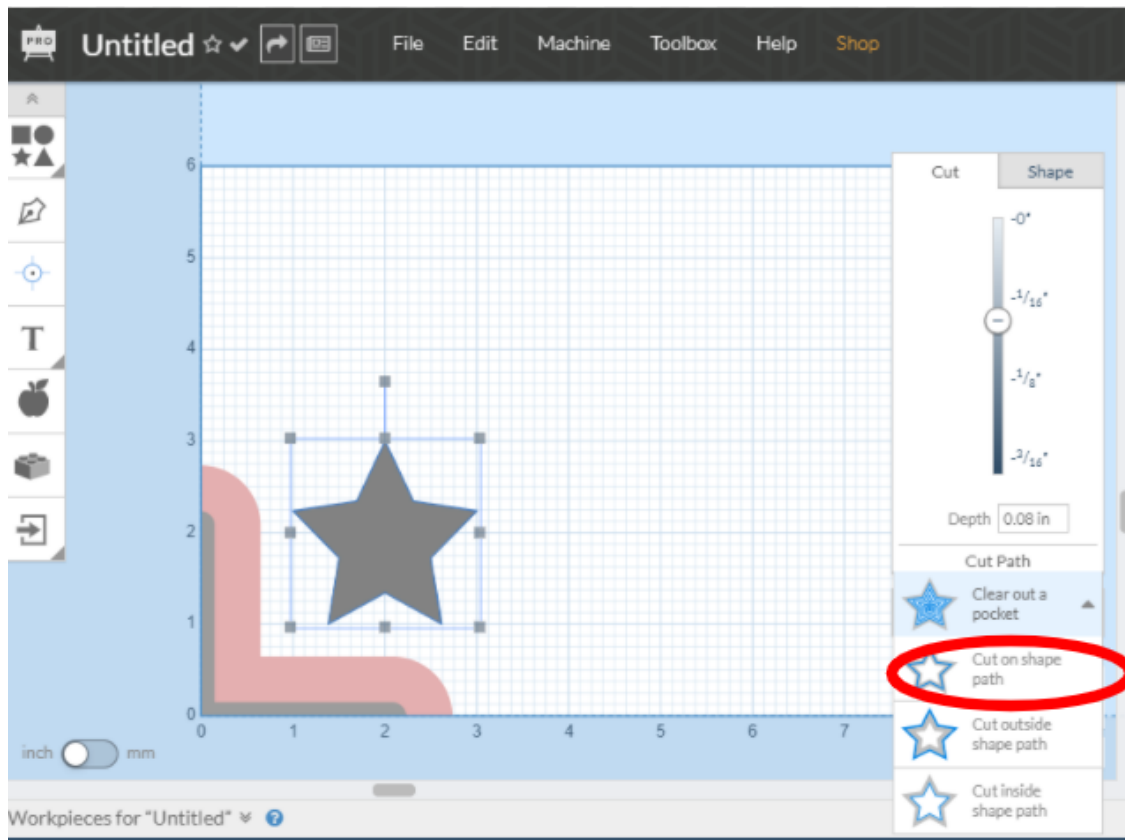 PRO
Untitled
File Edit Machine Toolbox Help Shop
Cut Shape
-0"
-1/16"
-1/8"
-3/16"
Depth 0.08 in
Cut Path
Clear out a
pocket
Cut on shape
path
Cut outside
shape path
Cut inside
shape path
T
6
5
4
3
2
1
0
0 1 2 3 4 5 6 7
inch mm
Workpieces for "Untitled" ?